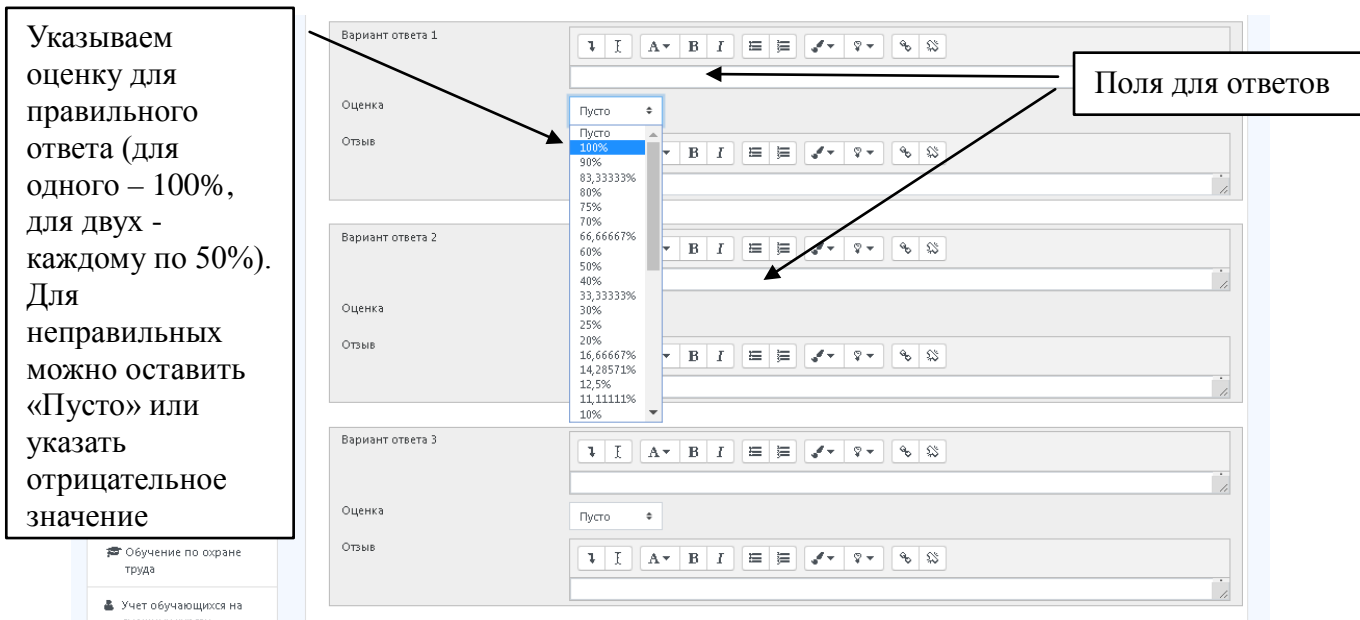 Указываем
оценку для
правильного
ответа (для
одного – 100%,
для двух -
каждому по 50%).
Для
неправильных
можно оставить
«Пусто» или
указать
отрицательное
значение
Поля для ответов
Вариант ответа 1
Оценка
Пусто
Пусто
100%
90%
83,33333%
80%
75%
70%
66,66667%
60%
50%
40%
33,33333%
30%
25%
20%
16,66667%
14,28571%
12,5%
11,11111%
10%
Отзыв
Вариант ответа 2
Оценка
Отзыв
Вариант ответа 3
Оценка
Пусто
Отзыв
Обучение по охране
труда
Учет обучающихся на